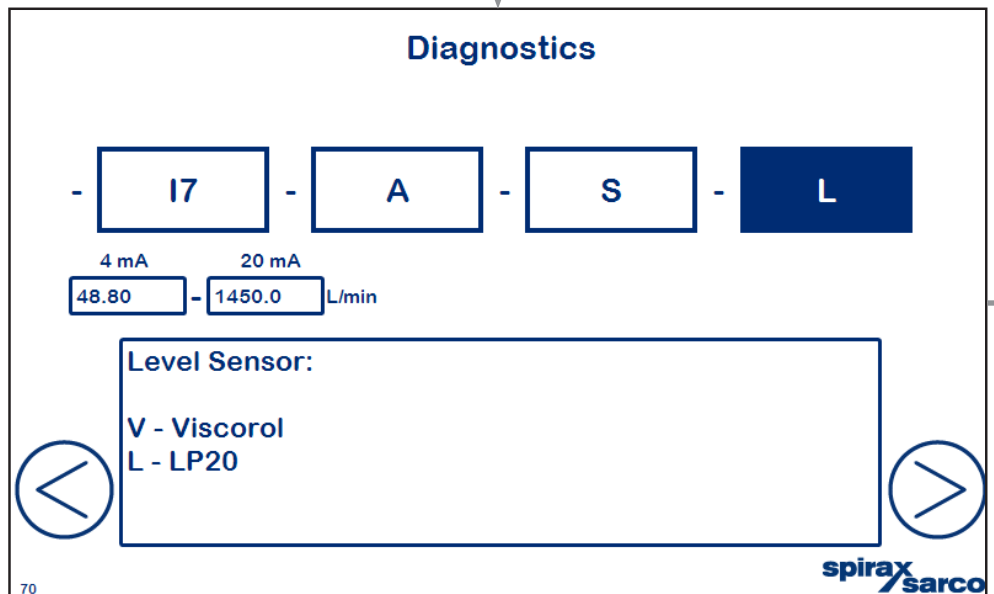 Diagnostics
- I7 - A - S - L
4 mA 20 mA
48.80 - 1450.0 L/min
Level Sensor:
V - Viscorol
L - LP20
< >
spirax
sarco
70